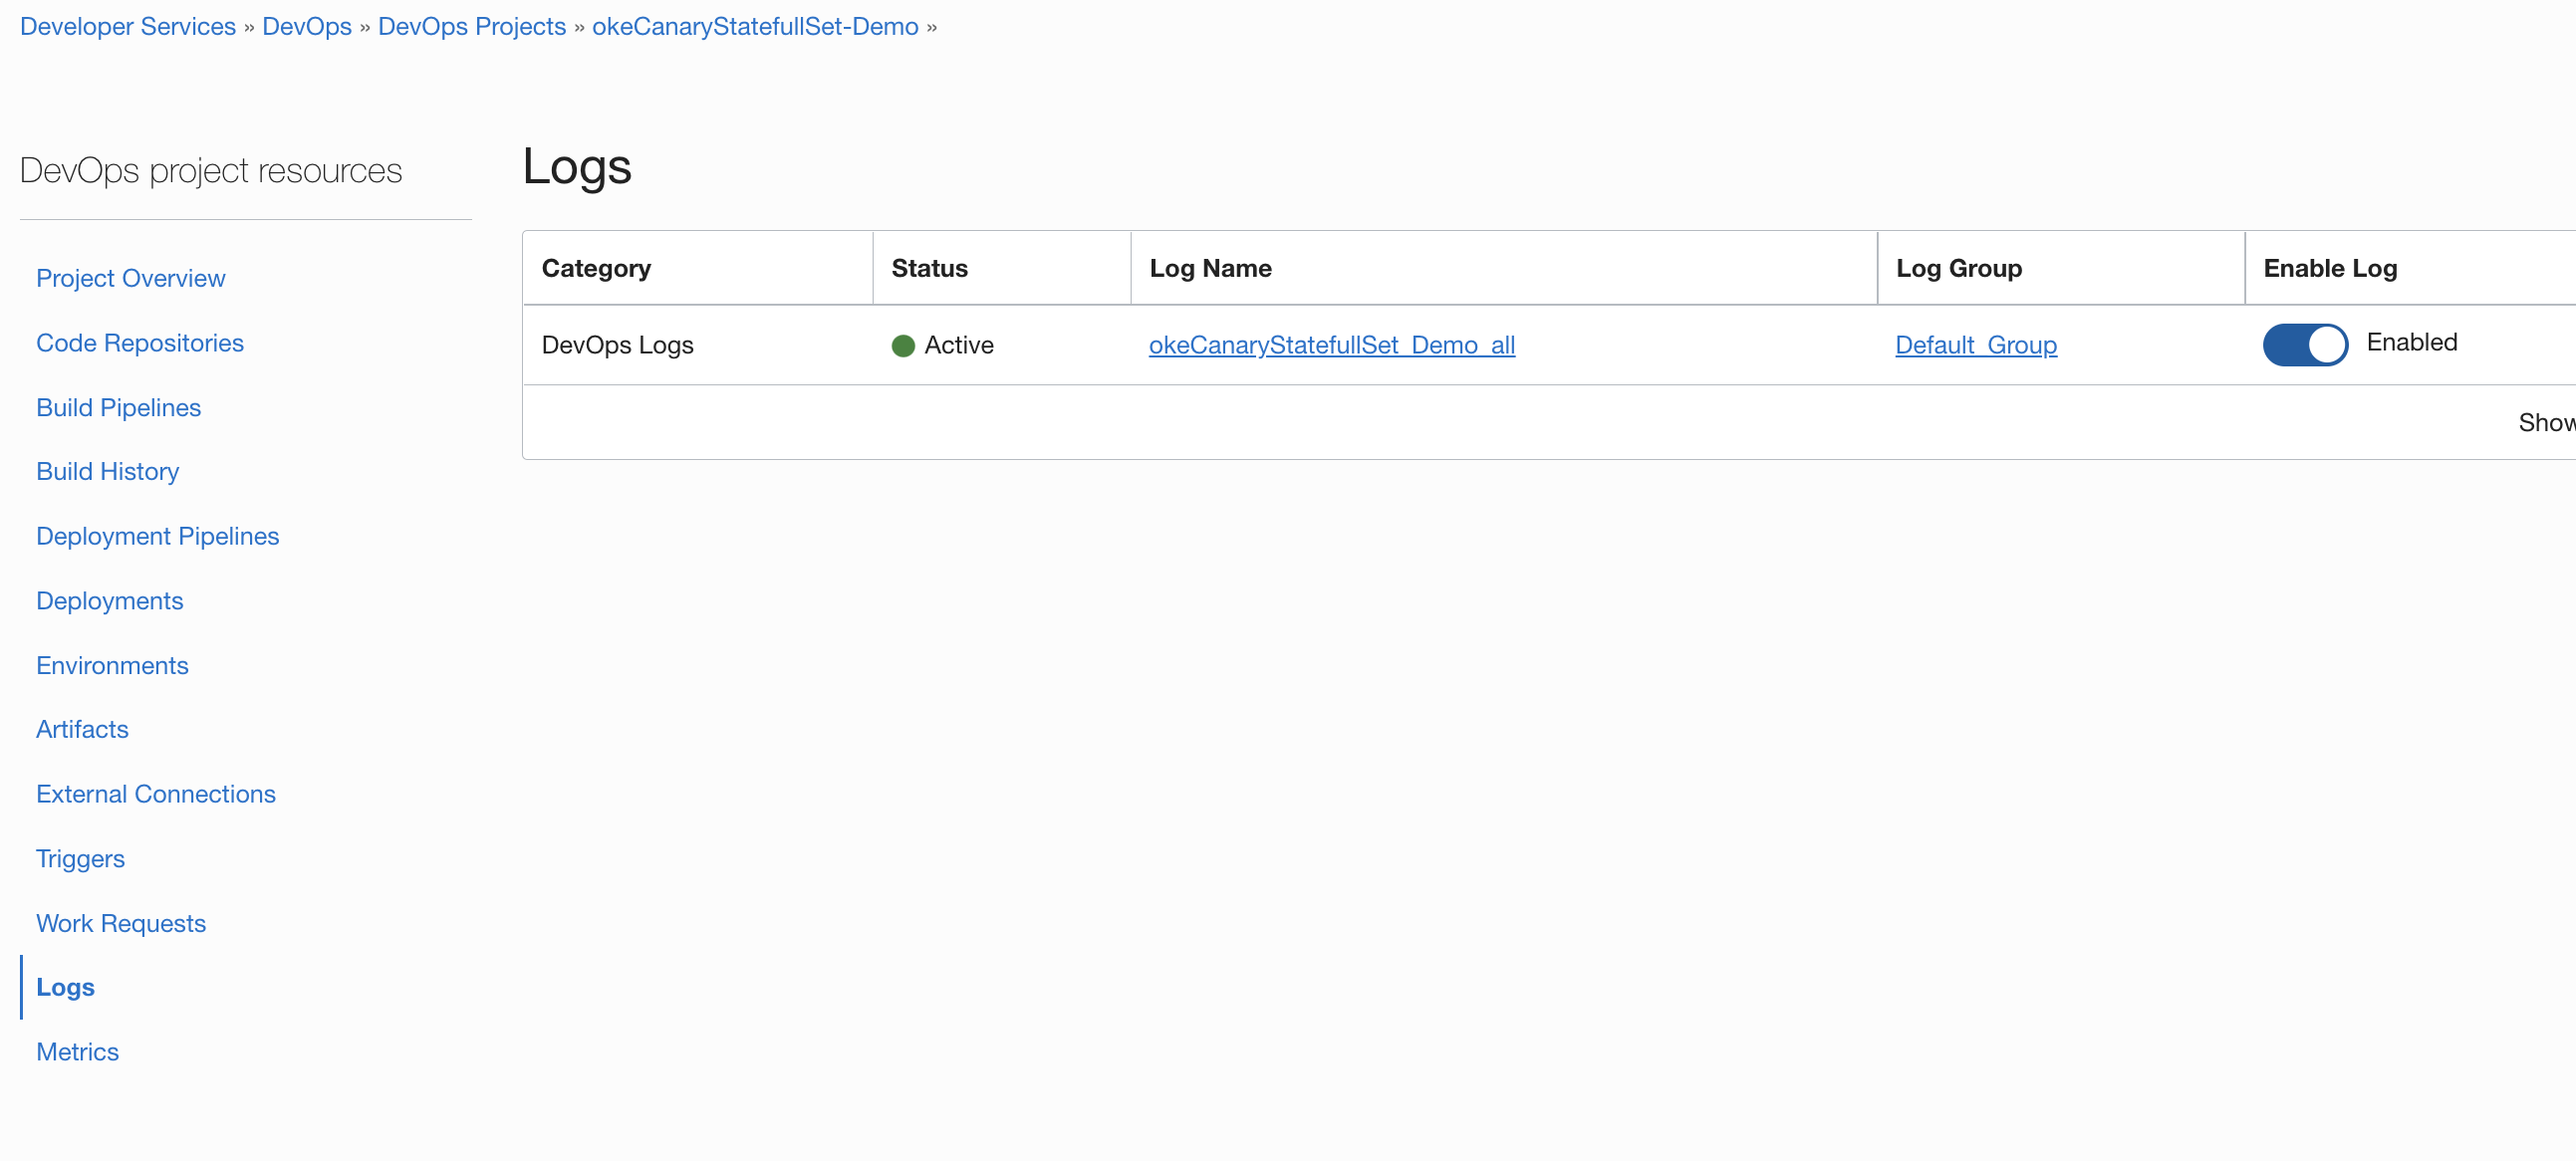 Developer Services » DevOps » DevOps Projects » okeCanaryStatefullSet-Demo »
DevOps project resources
Project Overview
Code Repositories
Build Pipelines
Build History
Deployment Pipelines
Deployments
Environments
Artifacts
External Connections
Triggers
Work Requests
Logs
Metrics
Logs
Category Status Log Name Log Group Enable Log
DevOps Logs Active okeCanaryStatefullSet_Demo_all Default_Group Enabled